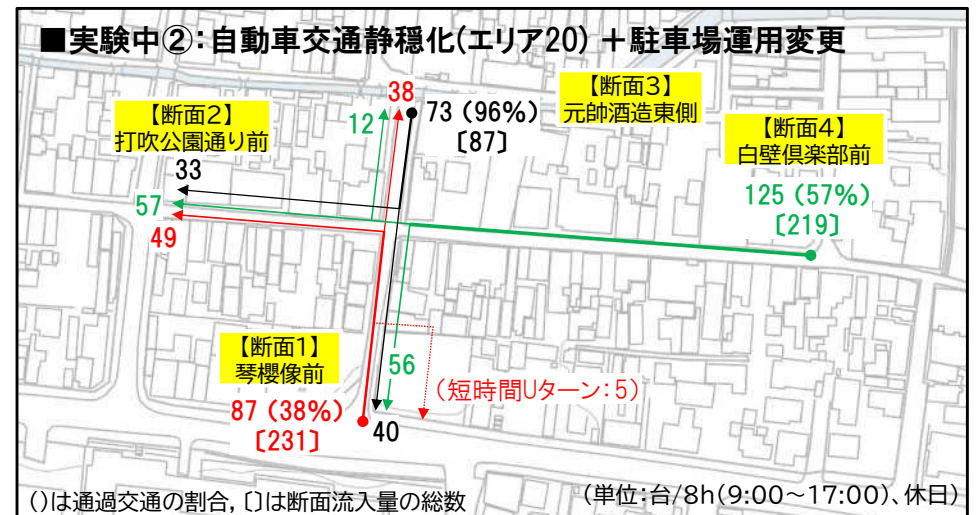 ■実験中②:自動車交通静穏化(エリア20) +駐車場運用変更
【断面2】
打吹公園通り前
38
12
73 (96%)
[87]
【断面3】
元帥酒造東側
【断面4】
白壁倶楽部前
33
57
49
125 (57%)
[219]
【断面1】
琴櫻像前
87 (38%)
[231]
56
40
(短時間Uターン:5)
()は通過交通の割合, []は断面流入量の総数
(単位:台/8h(9:00~17:00)、休日)